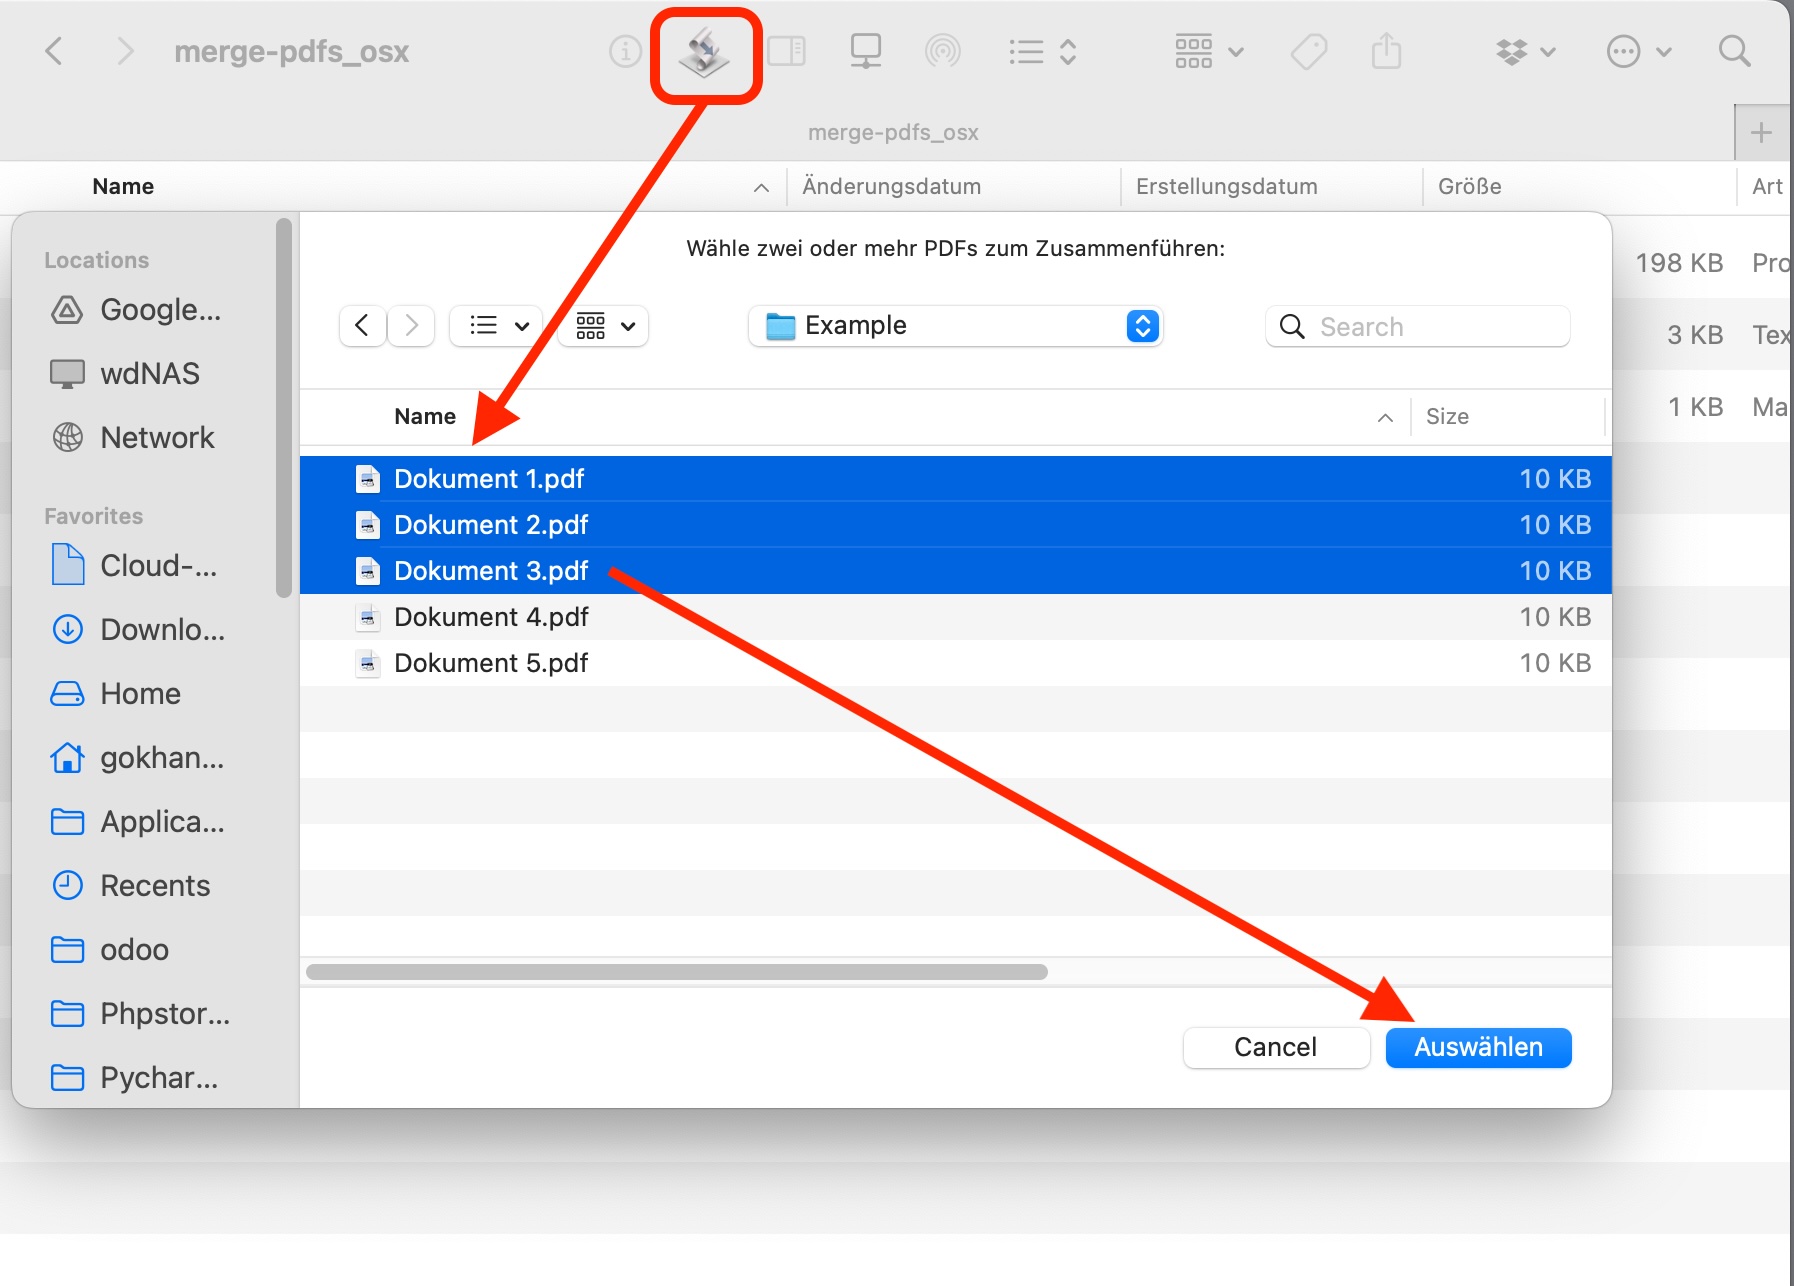 merge-pdfs_osx
merge-pdfs_osx
Name Änderungsdatum Erstellungsdatum Größe Art
Wähle zwei oder mehr PDFs zum Zusammenführen:
Locations
Google...
wdNAS
Network
Favorites
Cloud-...
Downlo...
Home
gokhan...
Applica...
Recents
odoo
Phpstor...
Pychar...
Example
Search
Name Size
Dokument 1.pdf 10 KB
Dokument 2.pdf 10 KB
Dokument 3.pdf 10 KB
Dokument 4.pdf 10 KB
Dokument 5.pdf 10 KB
Cancel Auswählen
198 KB Pro
3 KB Tex
1 KB Ma